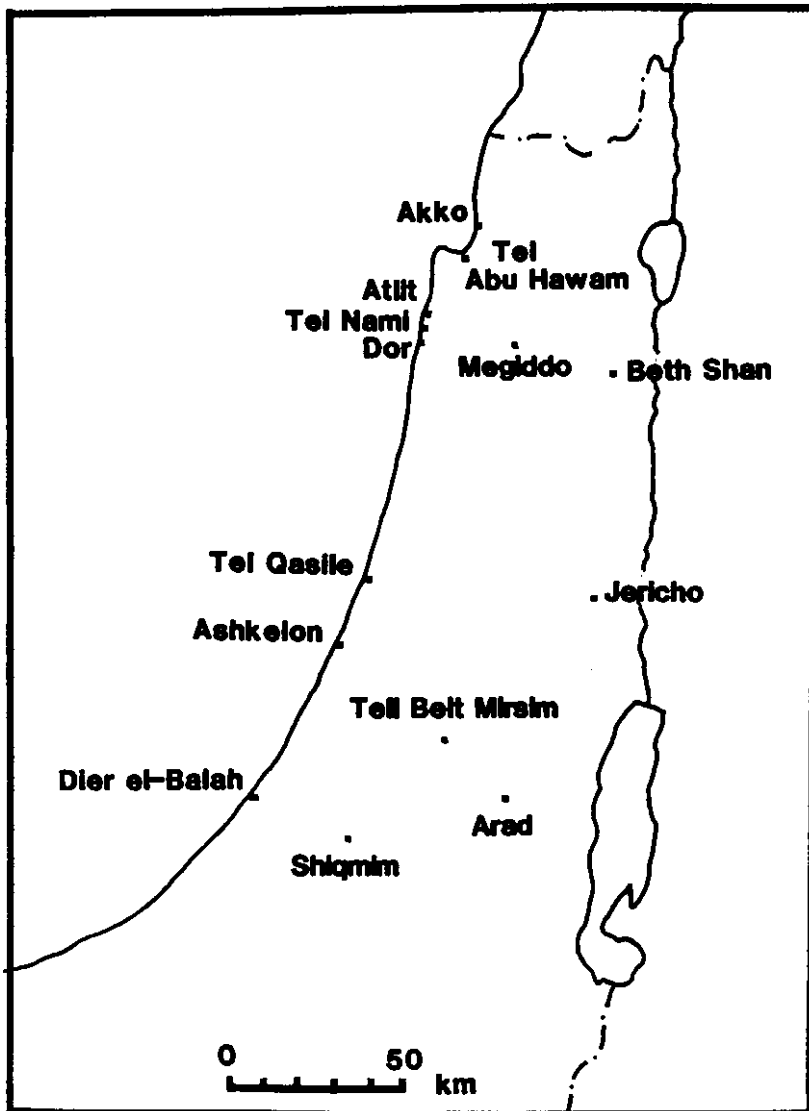 Akko
Tel
Abu Hawam
Atlit
Tel Nami
Dor
Megiddo
Beth Shan
Tel Qasile
Jericho
Ashkelon
Tell Beit Mirsim
Dier el-Balah
Arad
Shiqmim
0 50
km